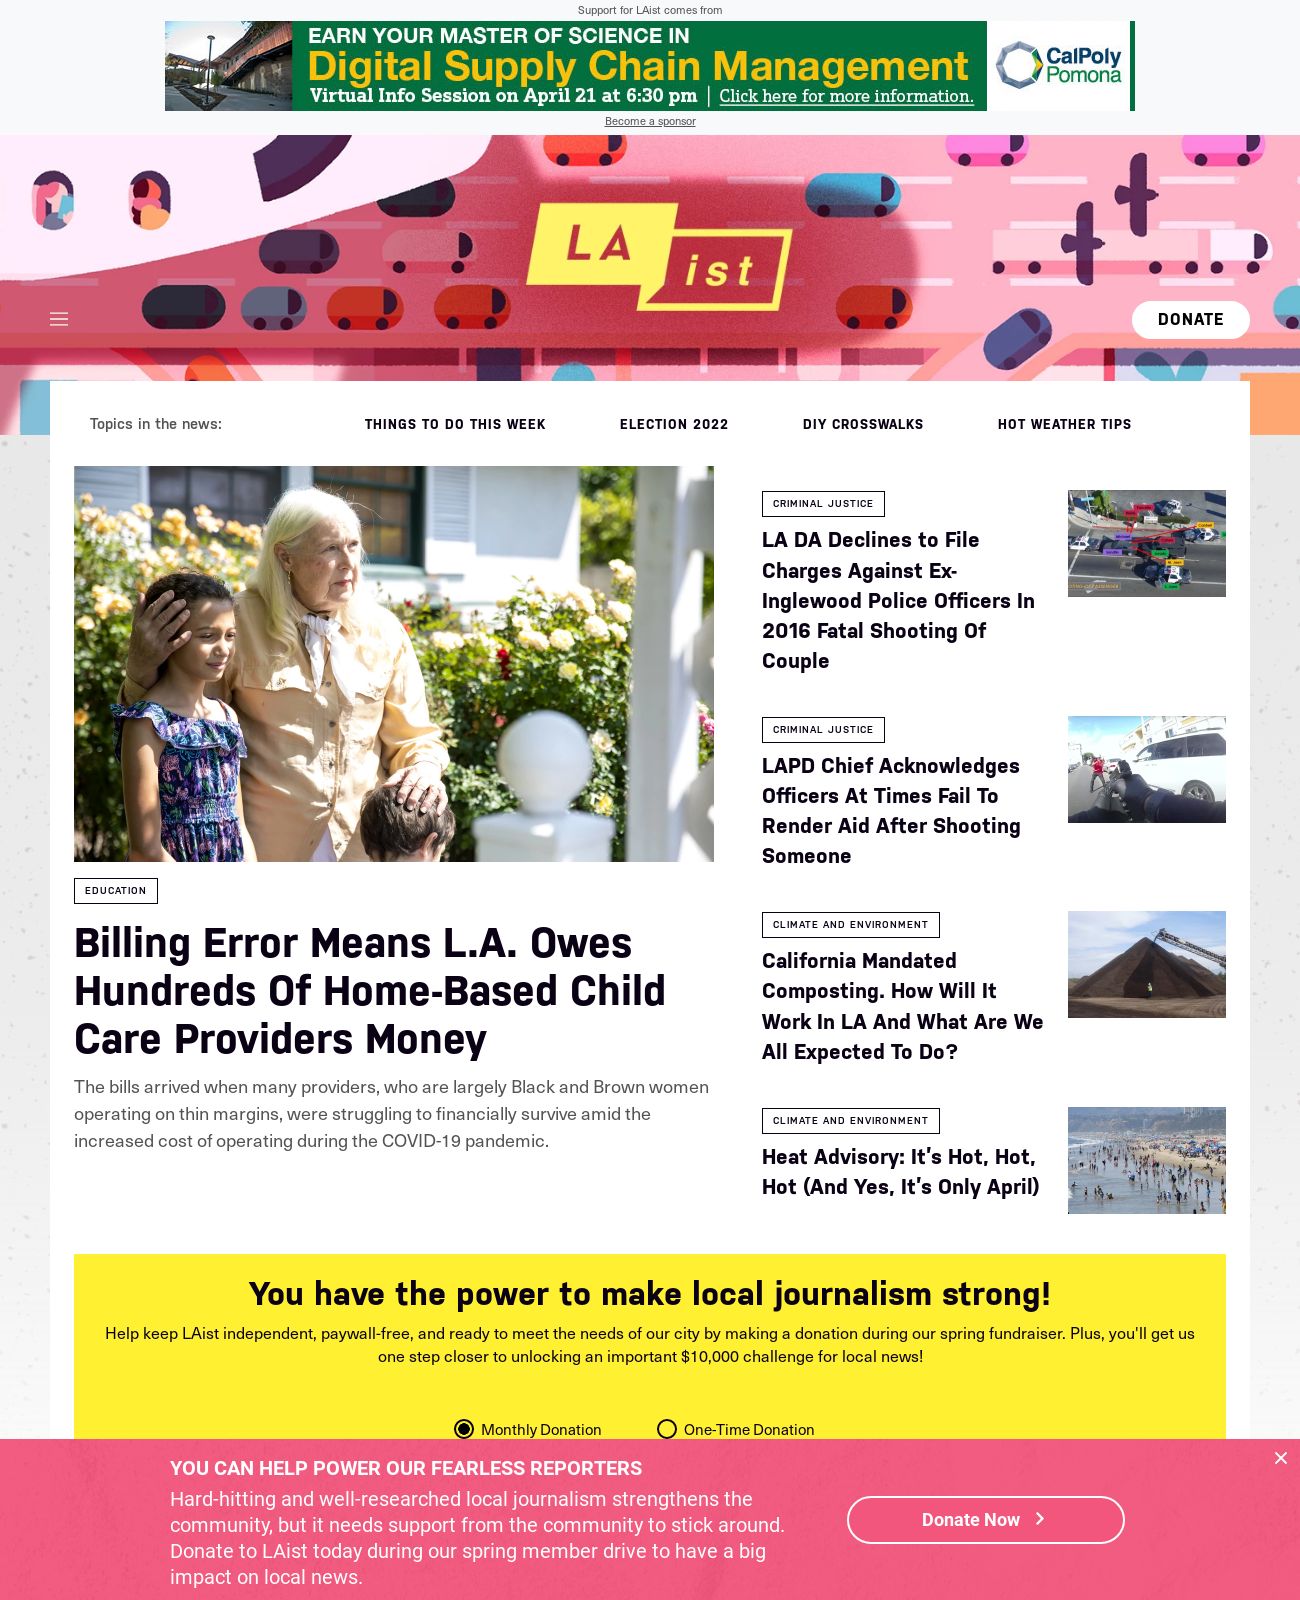 Support for LAist comes from
EARN YOUR MASTER OF SCIENCE IN
Digital Supply Chain Management
Virtual Info Session on April 21 at 6:30 pm | Click here for more information.
CalPoly
Pomona
Become a sponsor
LA
ist
DONATE
Topics in the news:
THINGS TO DO THIS WEEK
ELECTION 2022
DIY CROSSWALKS
HOT WEATHER TIPS
EDUCATION
Billing Error Means L.A. Owes
Hundreds Of Home-Based Child
Care Providers Money
The bills arrived when many providers, who are largely Black and Brown women
operating on thin margins, were struggling to financially survive amid the
increased cost of operating during the COVID-19 pandemic.
CRIMINAL JUSTICE
LA DA Declines to File
Charges Against Ex-
Inglewood Police Officers In
2016 Fatal Shooting Of
Couple
CRIMINAL JUSTICE
LAPD Chief Acknowledges
Officers At Times Fail To
Render Aid After Shooting
Someone
CLIMATE AND ENVIRONMENT
California Mandated
Composting. How Will It
Work In LA And What Are We
All Expected To Do?
CLIMATE AND ENVIRONMENT
Heat Advisory: It’s Hot, Hot,
Hot (And Yes, It’s Only April)
You have the power to make local journalism strong!
Help keep LAist independent, paywall-free, and ready to meet the needs of our city by making a donation during our spring fundraiser. Plus, you'll get us
one step closer to unlocking an important $10,000 challenge for local news!
Monthly Donation
One-Time Donation
YOU CAN HELP POWER OUR FEARLESS REPORTERS
Hard-hitting and well-researched local journalism strengthens the
community, but it needs support from the community to stick around.
Donate to LAist today during our spring member drive to have a big
impact on local news.
Donate Now